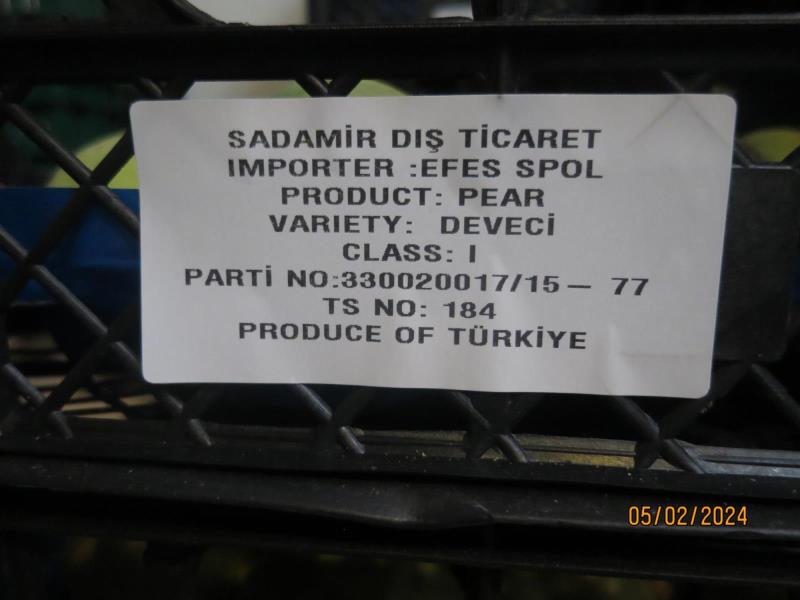 SADAMİR DIŞ TİCARET
IMPORTER :EFES SPOL
PRODUCT: PEAR
VARIETY: DEVECİ
CLASS: I
PARTİ NO:330020017/15 – 77
TS NO: 184
PRODUCE OF TÜRKİYE
05/02/2024